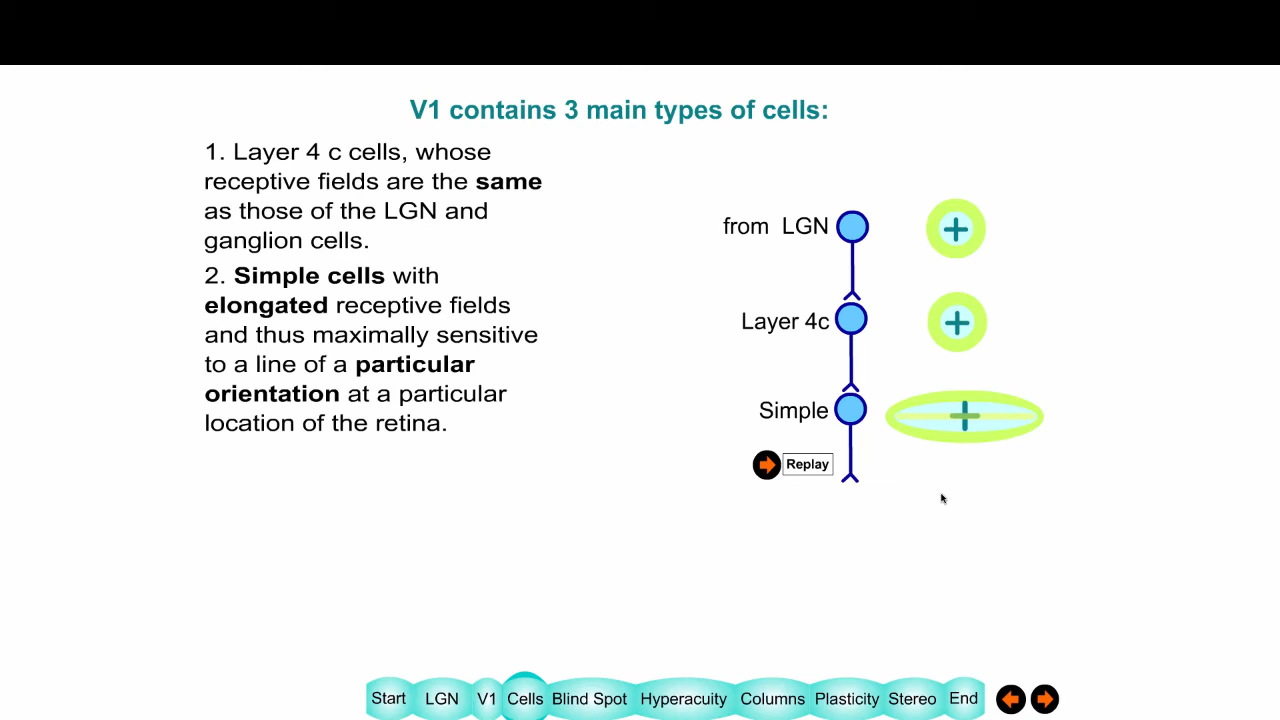 V1 contains 3 main types of cells:
1. Layer 4 c cells, whose
receptive fields are the same
as those of the LGN and
ganglion cells.
2. Simple cells with
elongated receptive fields
and thus maximally sensitive
to a line of a particular
orientation at a particular
location of the retina.
from LGN
Layer 4c
Simple
Replay
Start LGN V1 Cells Blind Spot Hyperacuity Columns Plasticity Stereo End